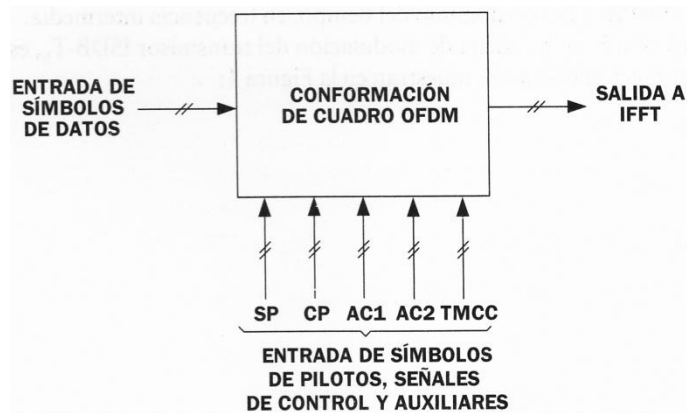 ENTRADA DE
SÍMBOLOS
DE DATOS
CONFORMACIÓN
DE CUADRO OFDM
SALIDA A
IFFT
SP CP AC1 AC2 TMCC
ENTRADA DE SÍMBOLOS
DE PILOTOS, SEÑALES
DE CONTROL Y AUXILIARES